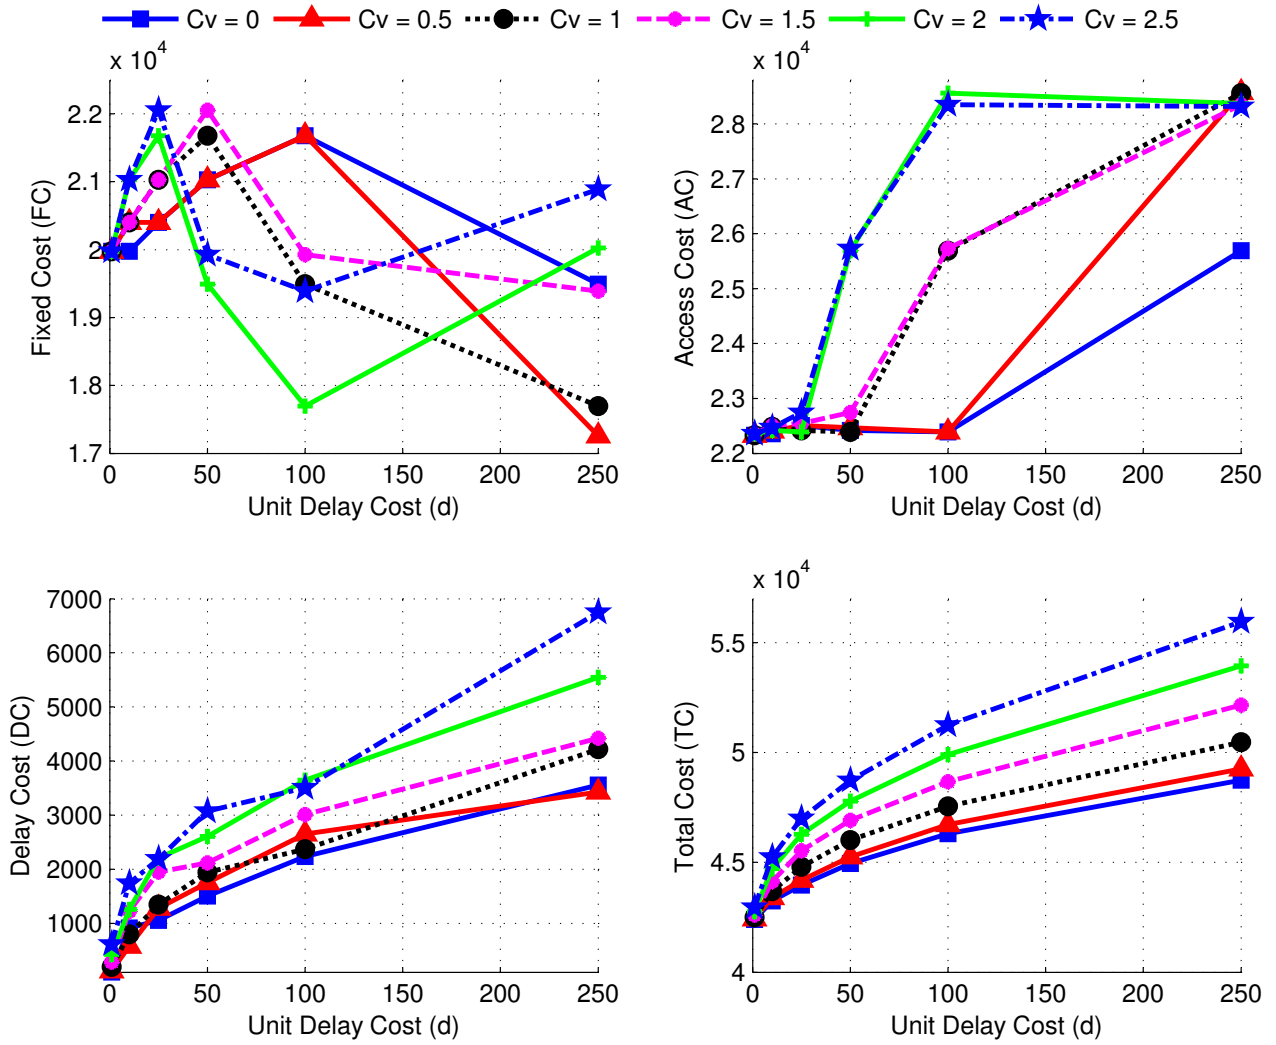 Cv = 0 Cv = 0.5 Cv = 1 Cv = 1.5 Cv = 2 Cv = 2.5
x 10^4
2.2
2.1
2
1.9
1.8
1.7
0 50 100 150 200 250
Fixed Cost (FC)
Unit Delay Cost (d)
2.8
2.7
2.6
2.5
2.4
2.3
2.2
0 50 100 150 200 250
x 10^4
Access Cost (AC)
Unit Delay Cost (d)
7000
6000
5000
4000
3000
2000
1000
0 50 100 150 200 250
Delay Cost (DC)
Unit Delay Cost (d)
x 10^4
5.5
5
4.5
4
0 50 100 150 200 250
Total Cost (TC)
Unit Delay Cost (d)